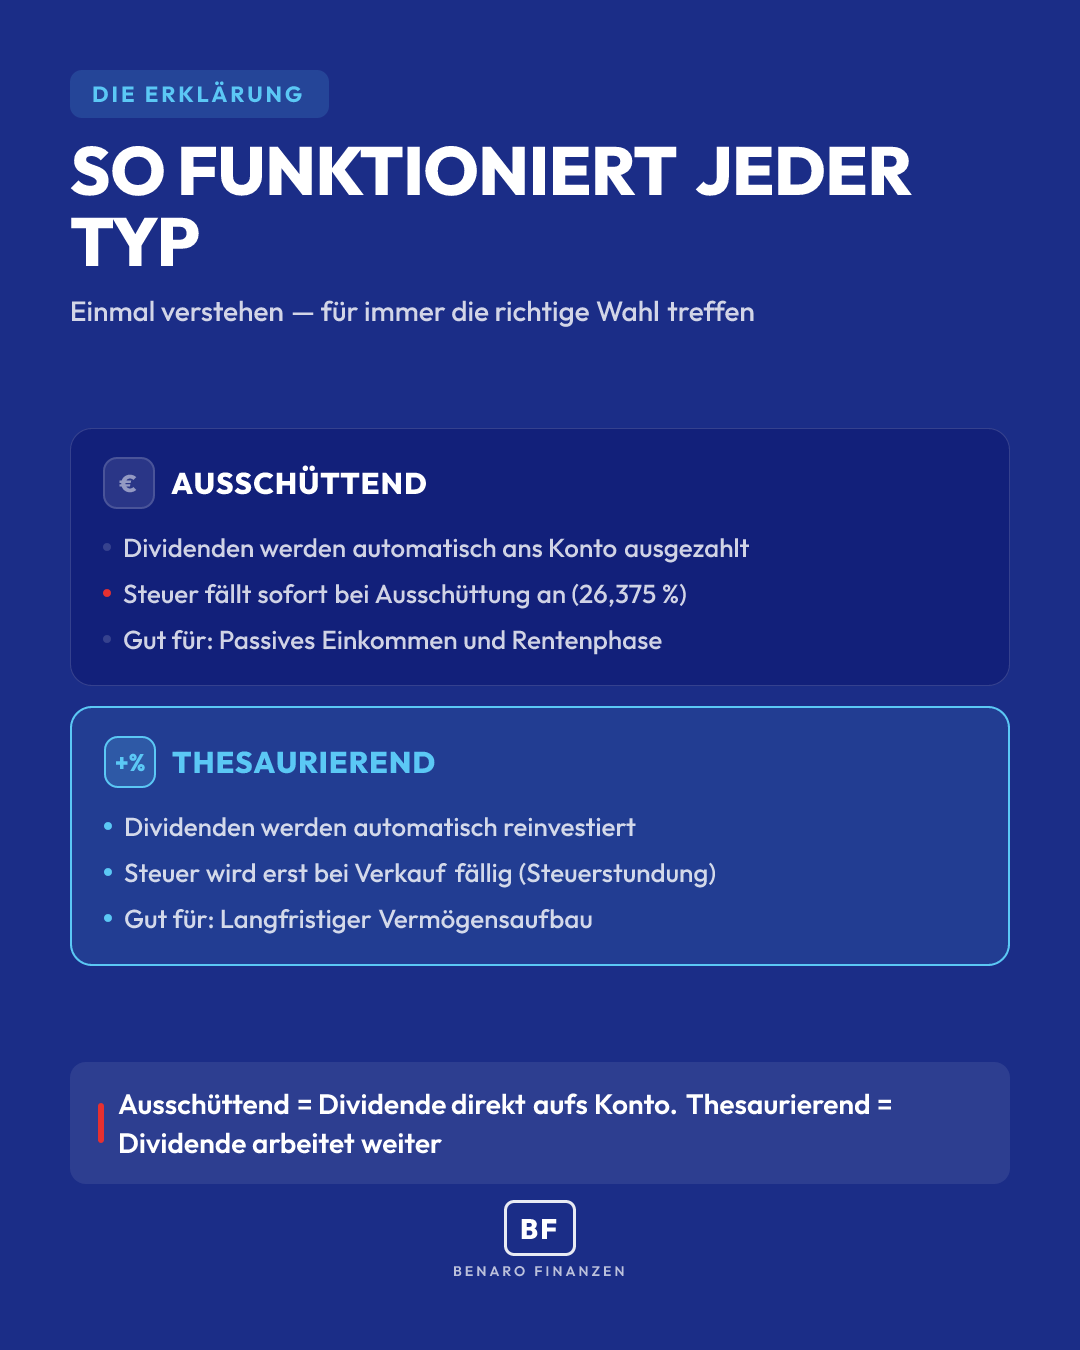 DIE ERKLÄRUNG
SO FUNKTIONIERT JEDER
TYP
Einmal verstehen — für immer die richtige Wahl treffen
€ AUSSCHÜTTEND
Dividenden werden automatisch ans Konto ausgezahlt
Steuer fällt sofort bei Ausschüttung an (26,375 %)
Gut für: Passives Einkommen und Rentenphase
+% THESAURIEREND
Dividenden werden automatisch reinvestiert
Steuer wird erst bei Verkauf fällig (Steuerstundung)
Gut für: Langfristiger Vermögensaufbau
Ausschüttend = Dividende direkt aufs Konto. Thesaurierend =
Dividende arbeitet weiter
BF
BENARO FINANZEN